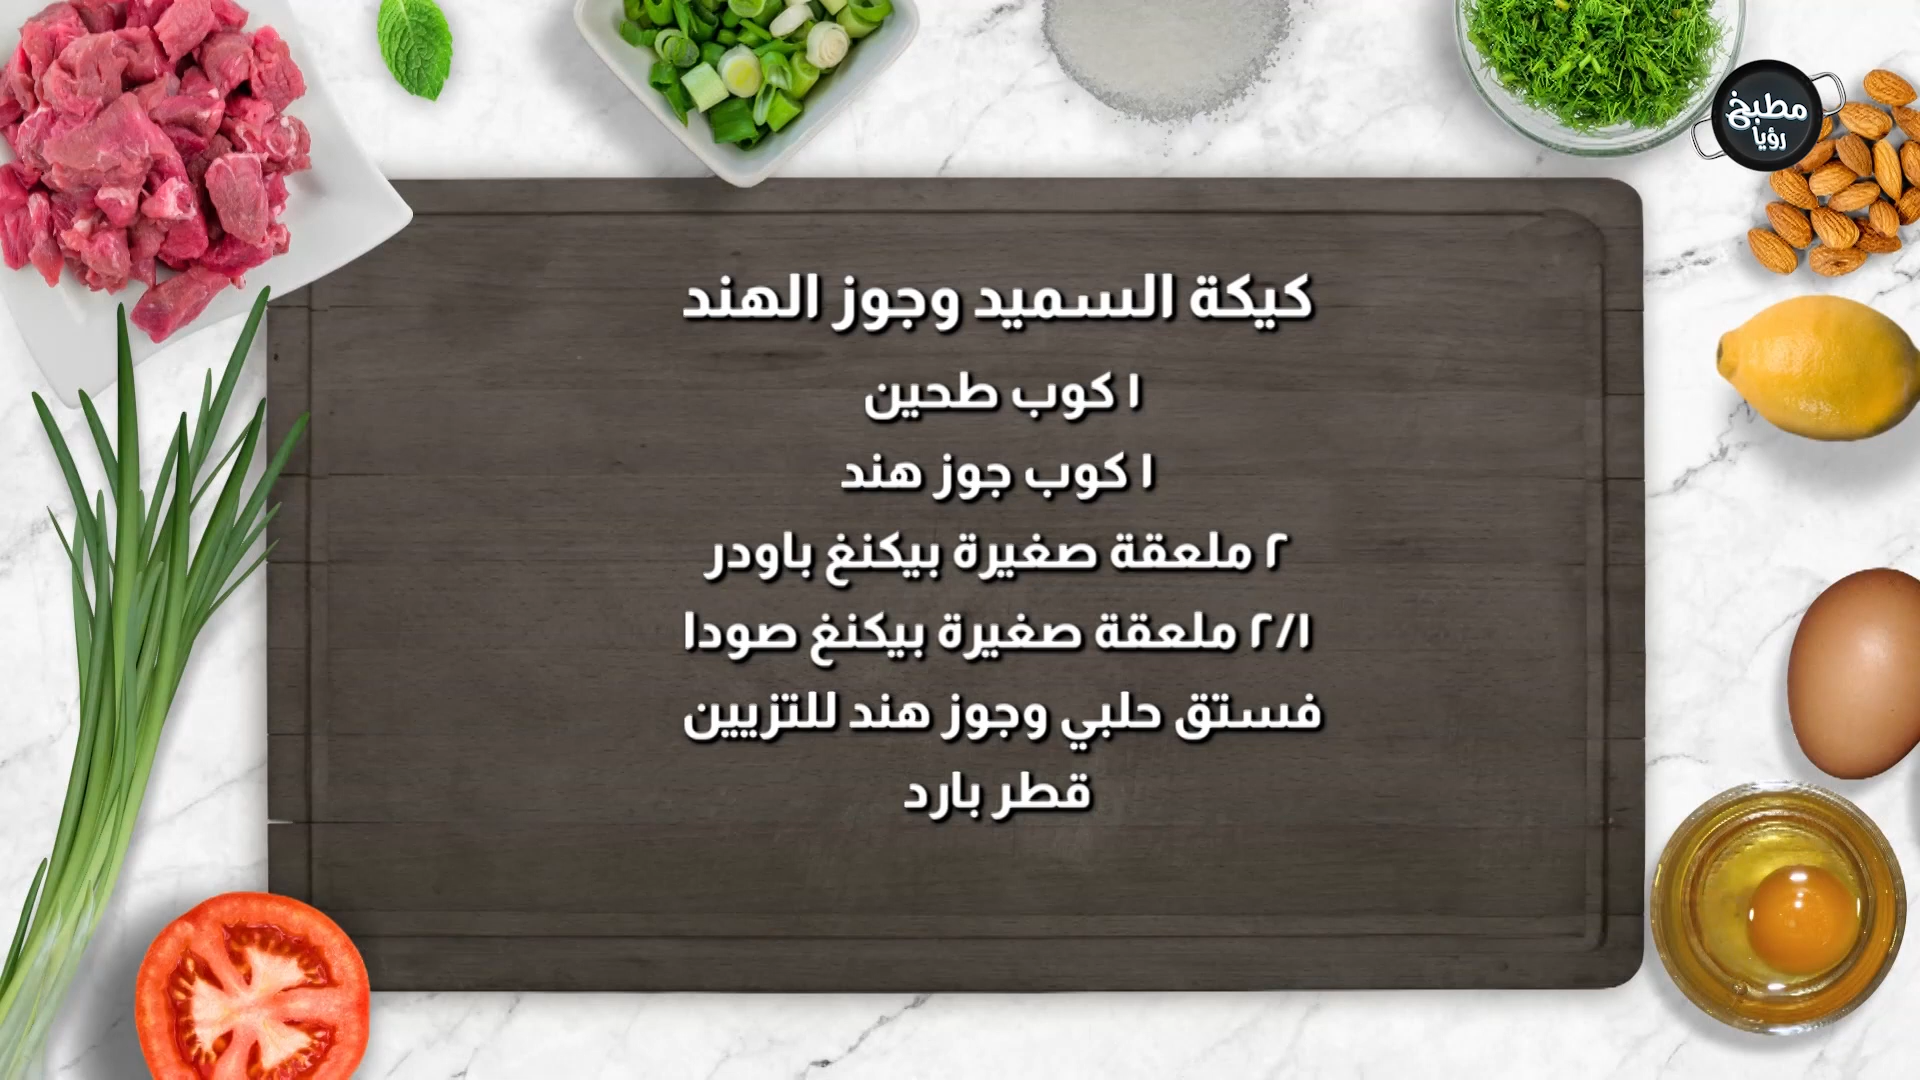 مطبخ
رؤيا
كيكة السميد وجوز الهند
١ كوب طحين
١ كوب جوز هند
٢ ملعقة صغيرة بيكنغ باودر
٢/١ ملعقة صغيرة بيكنغ صودا
فستق حلبي وجوز هند للتزيين
قطر بارد